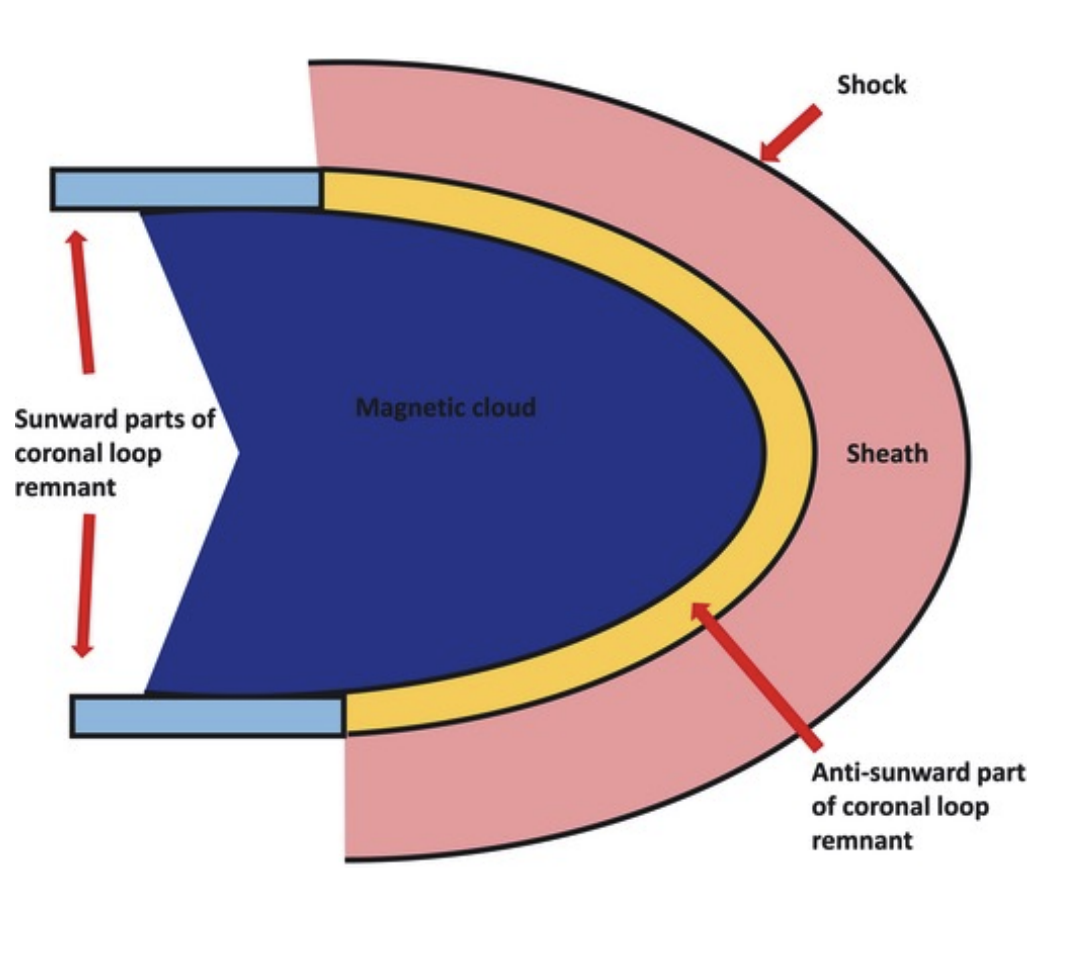 Shock
Magnetic cloud
Sunward parts of
coronal loop
remnant
Sheath
Anti-sunward part
of coronal loop
remnant